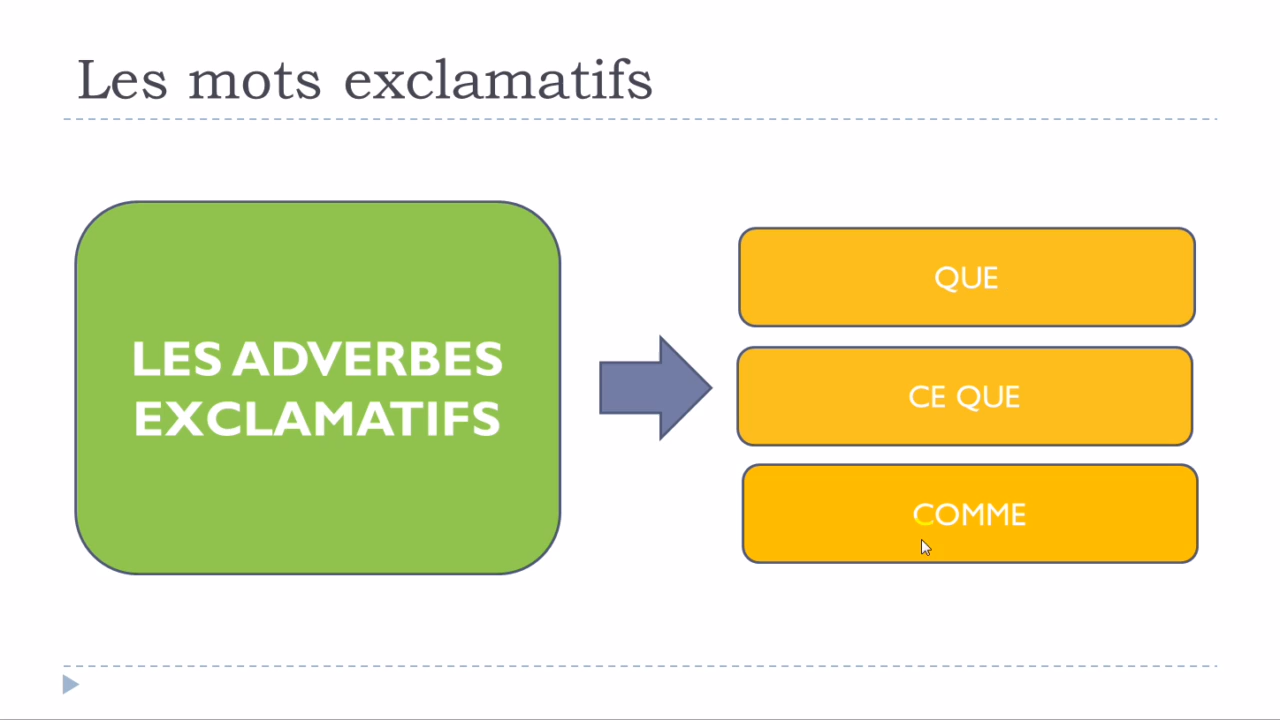 Les mots exclamatifs
LES ADVERBES
EXCLAMATIFS
QUE
CE QUE
COMME